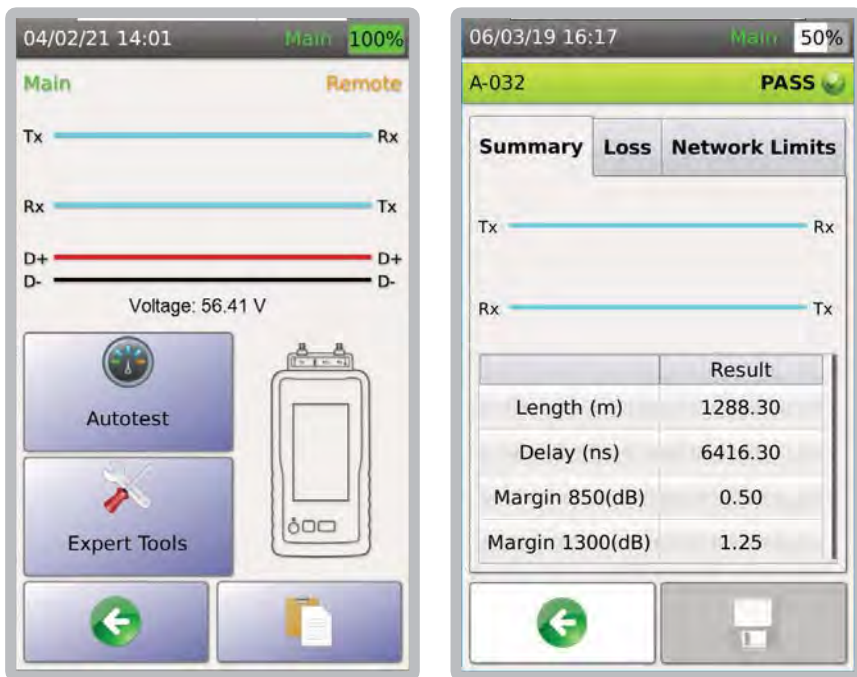 04/02/21 14:01 Main 100%
Main Remote
Tx Rx
Rx Tx
D+ D+
D- D-
Voltage: 56.41 V
Autotest
Expert Tools
06/03/19 16:17 Main 50%
A-032 PASS
Summary Loss Network Limits
Tx Rx
Rx Tx
Result
Length (m) 1288.30
Delay (ns) 6416.30
Margin 850(dB) 0.50
Margin 1300(dB) 1.25